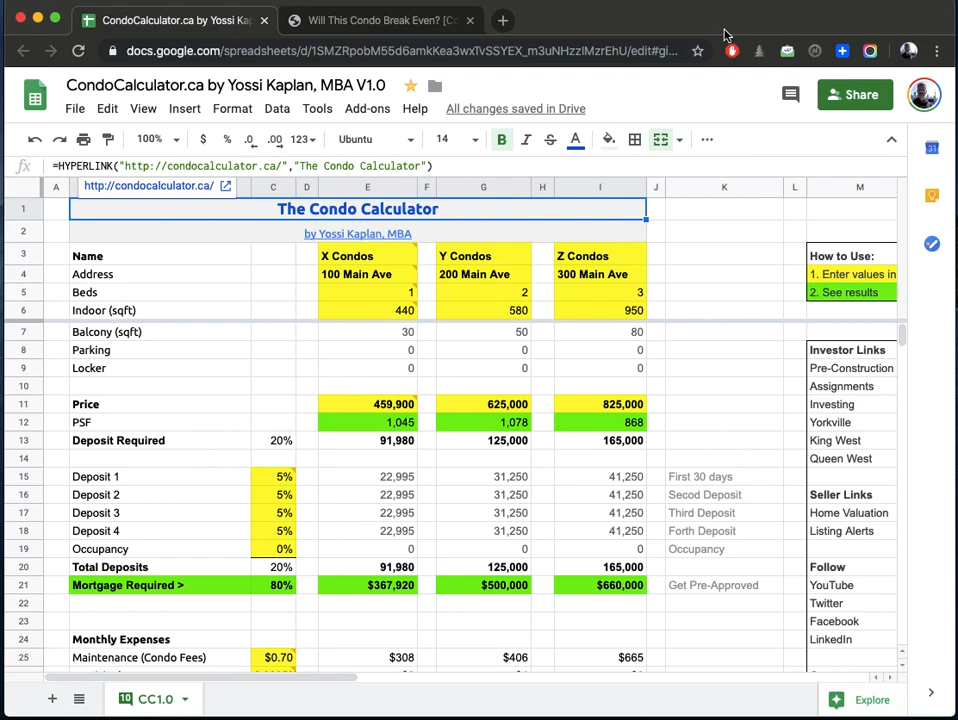 CondoCalculator.ca by Yossi Kap
Will This Condo Break Even? [Co
docs.google.com/spreadsheets/d/1SMZRpobM55d6amkKea3wxTvSSYEX_m3uNHzzlMzrEhU/edit#gi...
CondoCalculator.ca by Yossi Kaplan, MBA V1.0
File Edit View Insert Format Data Tools Add-ons Help All changes saved in Drive
Share
100% $ % .0 .00 123 Ubuntu 14 B I S A
fx =HYPERLINK("http://condocalculator.ca/","The Condo Calculator")
http://condocalculator.ca/
A C D E F G H I J K L M
1 The Condo Calculator
2 by Yossi Kaplan, MBA
3 Name X Condos Y Condos Z Condos How to Use:
4 Address 100 Main Ave 200 Main Ave 300 Main Ave 1. Enter values in
5 Beds 1 2 3 2. See results
6 Indoor (sqft) 440 580 950
7 Balcony (sqft) 30 50 80
8 Parking 0 0 0 Investor Links
9 Locker 0 0 0 Pre-Construction
10 Assignments
11 Price 459,900 625,000 825,000 Investing
12 PSF 1,045 1,078 868 Yorkville
13 Deposit Required 20% 91,980 125,000 165,000 King West
14 Queen West
15 Deposit 1 5% 22,995 31,250 41,250 First 30 days
16 Deposit 2 5% 22,995 31,250 41,250 Secod Deposit Seller Links
17 Deposit 3 5% 22,995 31,250 41,250 Third Deposit Home Valuation
18 Deposit 4 5% 22,995 31,250 41,250 Forth Deposit Listing Alerts
19 Occupancy 0% 0 0 0 Occupancy
20 Total Deposits 20% 91,980 125,000 165,000 Follow
21 Mortgage Required > 80% $367,920 $500,000 $660,000 Get Pre-Approved YouTube
22 Twitter
23 Facebook
24 Monthly Expenses LinkedIn
25 Maintenance (Condo Fees) $0.70 $308 $406 $665
10 CC1.0
Explore
31